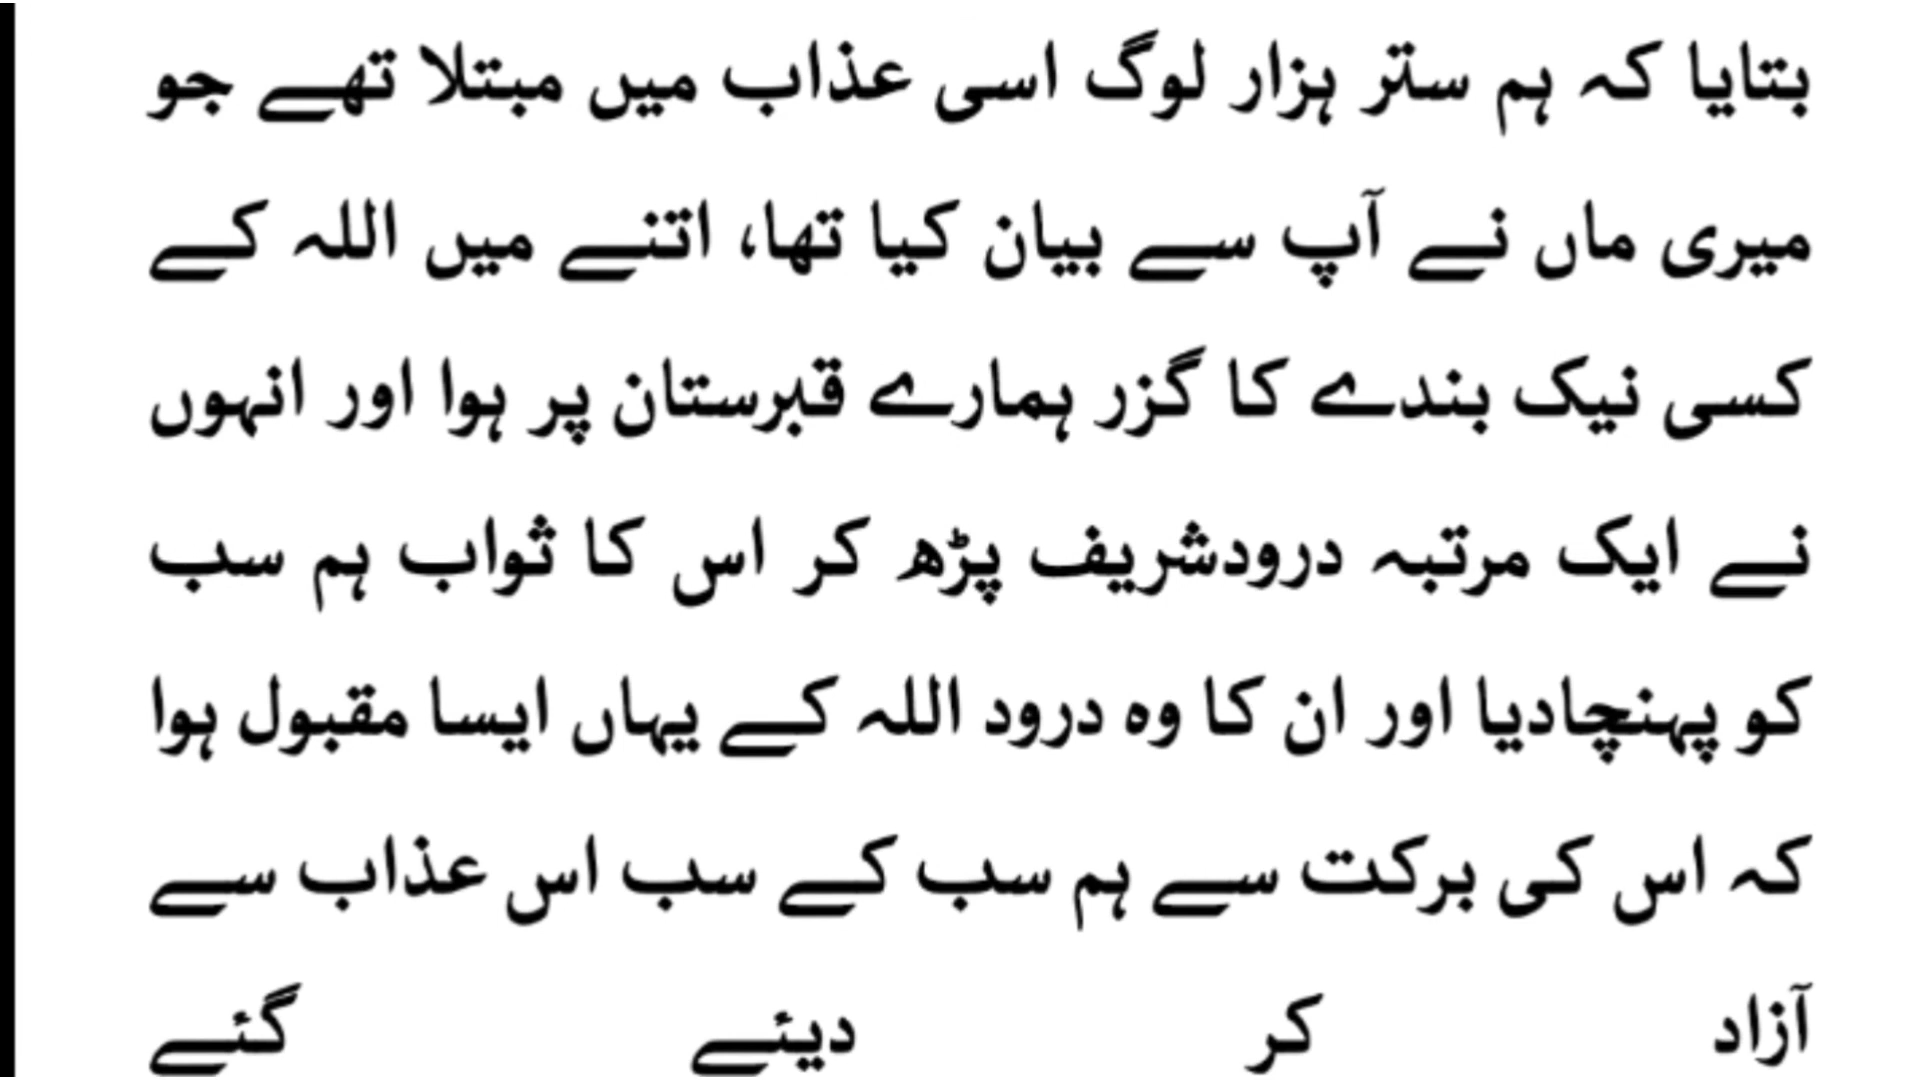 بتایا کہ ہم ستر ہزار لوگ اسی عذاب میں مبتلا تھے جو
میری ماں نے آپ سے بیان کیا تھا، اتنے میں اللہ کے
کسی نیک بندے کا گزر ہمارے قبرستان پر ہوا اور انہوں
نے ایک مرتبہ درودشریف پڑھ کر اس کا ثواب ہم سب
کو پہنچادیا اور ان کا وہ درود اللہ کے یہاں ایسا مقبول ہوا
کہ اس کی برکت سے ہم سب کے سب اس عذاب سے
آزاد کر دیئے گئے